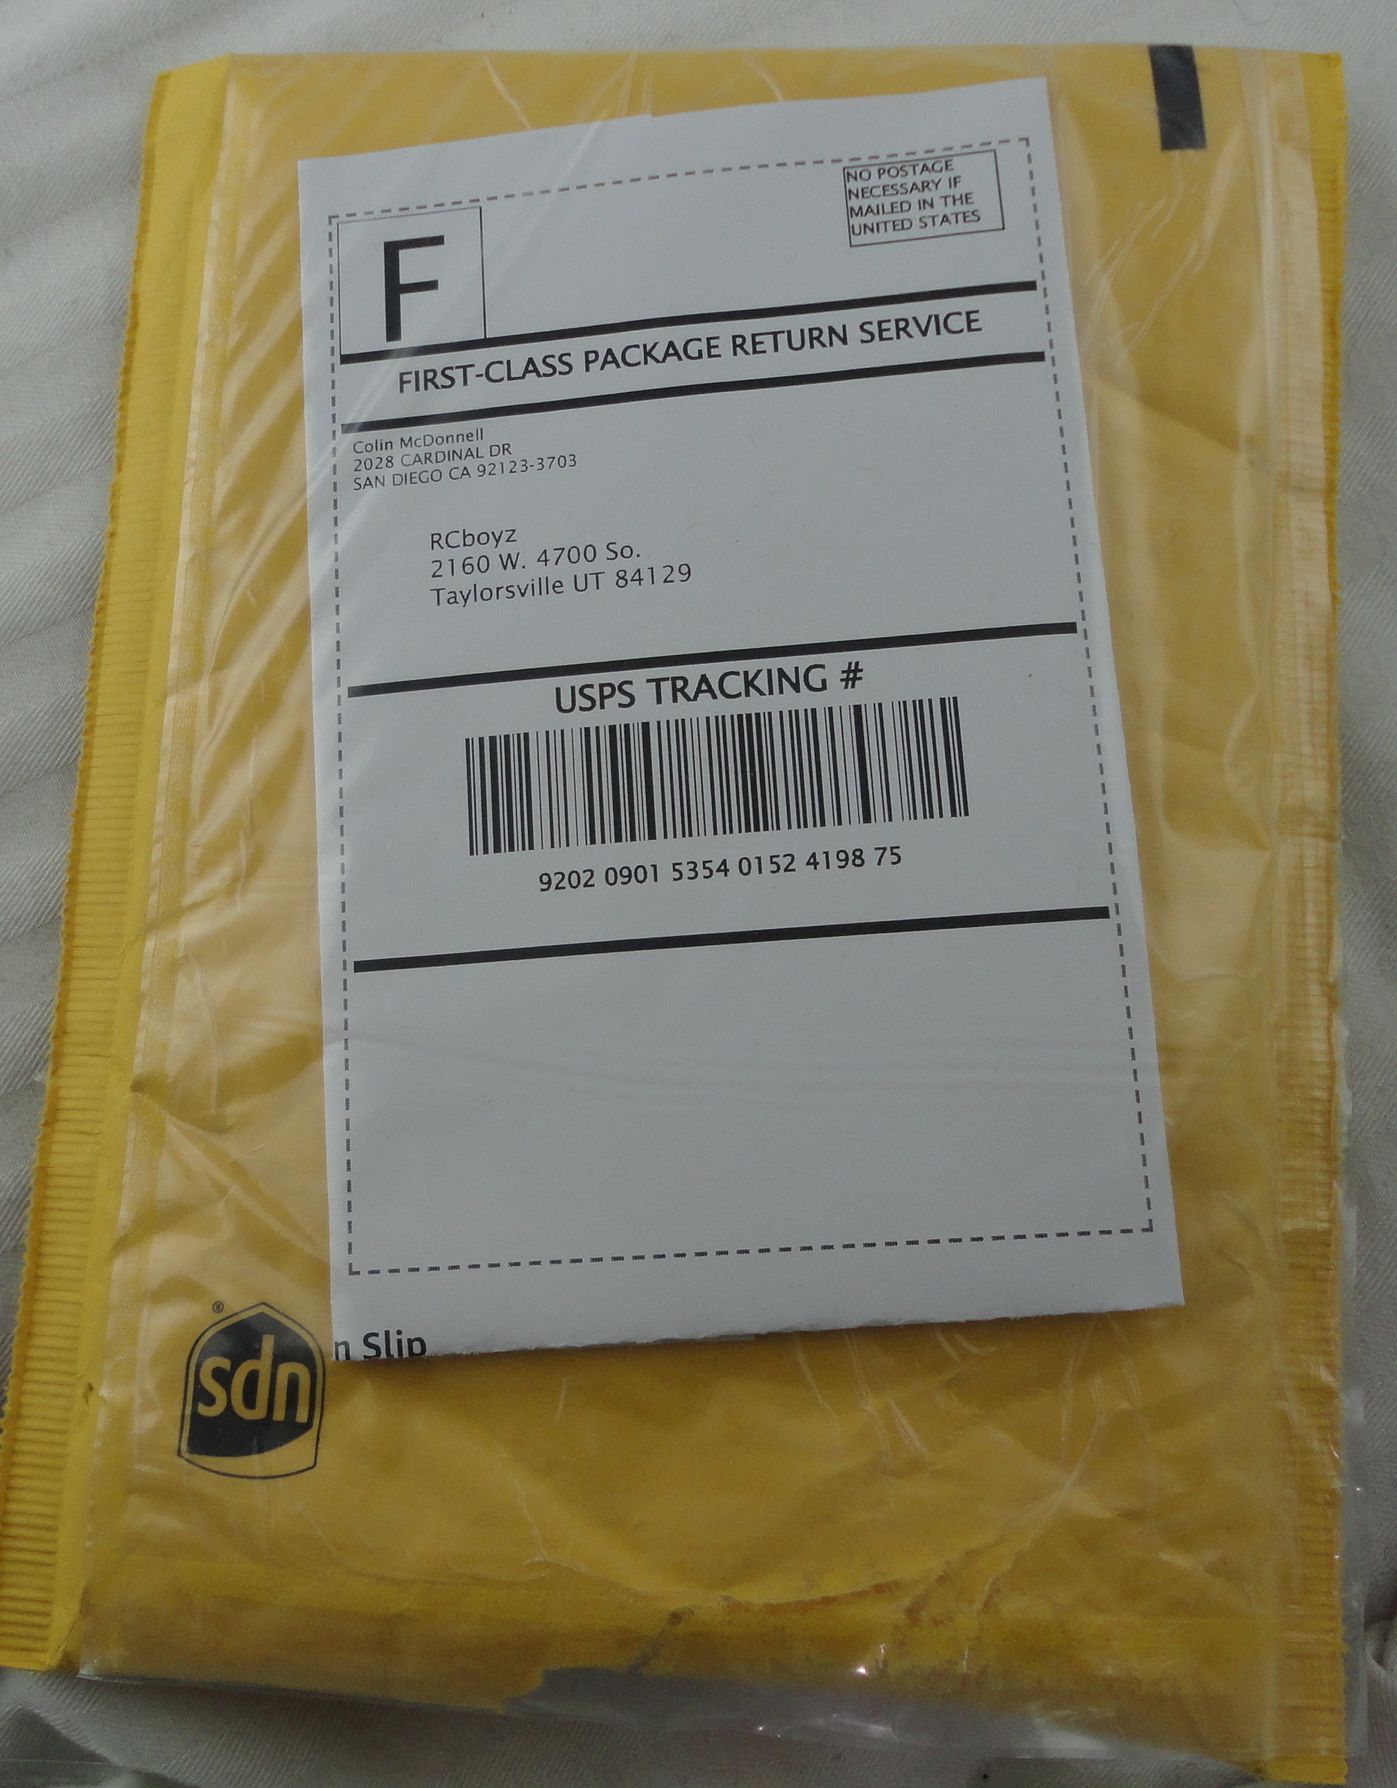 NO POSTAGE
NECESSARY IF
MAILED IN THE
UNITED STATES
F
FIRST-CLASS PACKAGE RETURN SERVICE
Colin McDonnell
2028 CARDINAL DR
SAN DIEGO CA 92123-3703
RCboyz
2160 W. 4700 So.
Taylorsville UT 84129
USPS TRACKING #
9202 0901 5354 0152 4198 75
n Slip
®
sdn